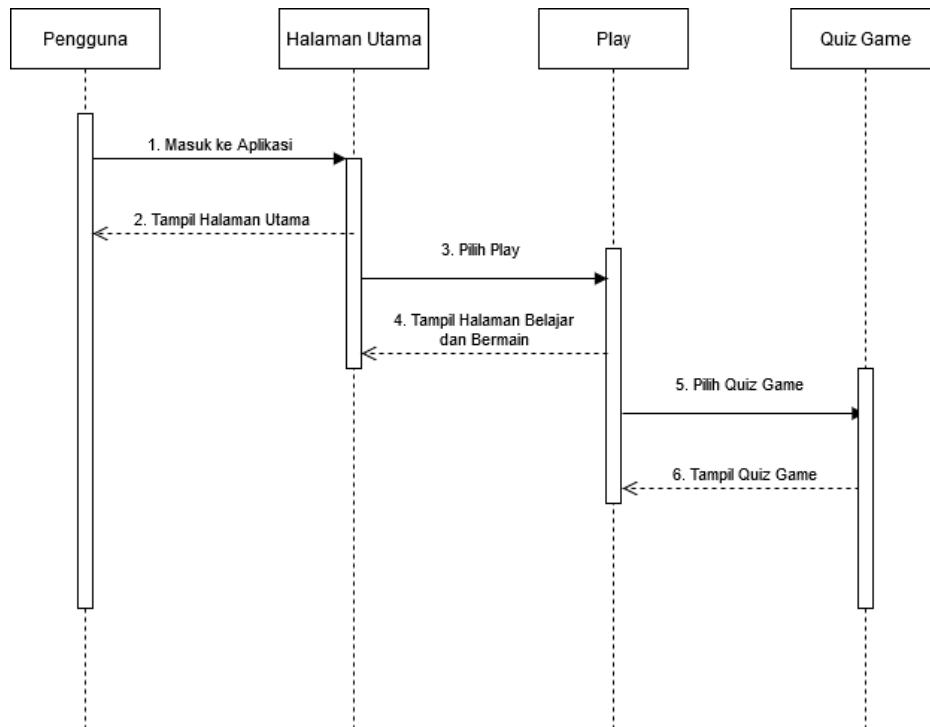 Pengguna
Halaman Utama
Play
Quiz Game
1. Masuk ke Aplikasi
2. Tampil Halaman Utama
3. Pilih Play
4. Tampil Halaman Belajar
dan Bermain
5. Pilih Quiz Game
6. Tampil Quiz Game